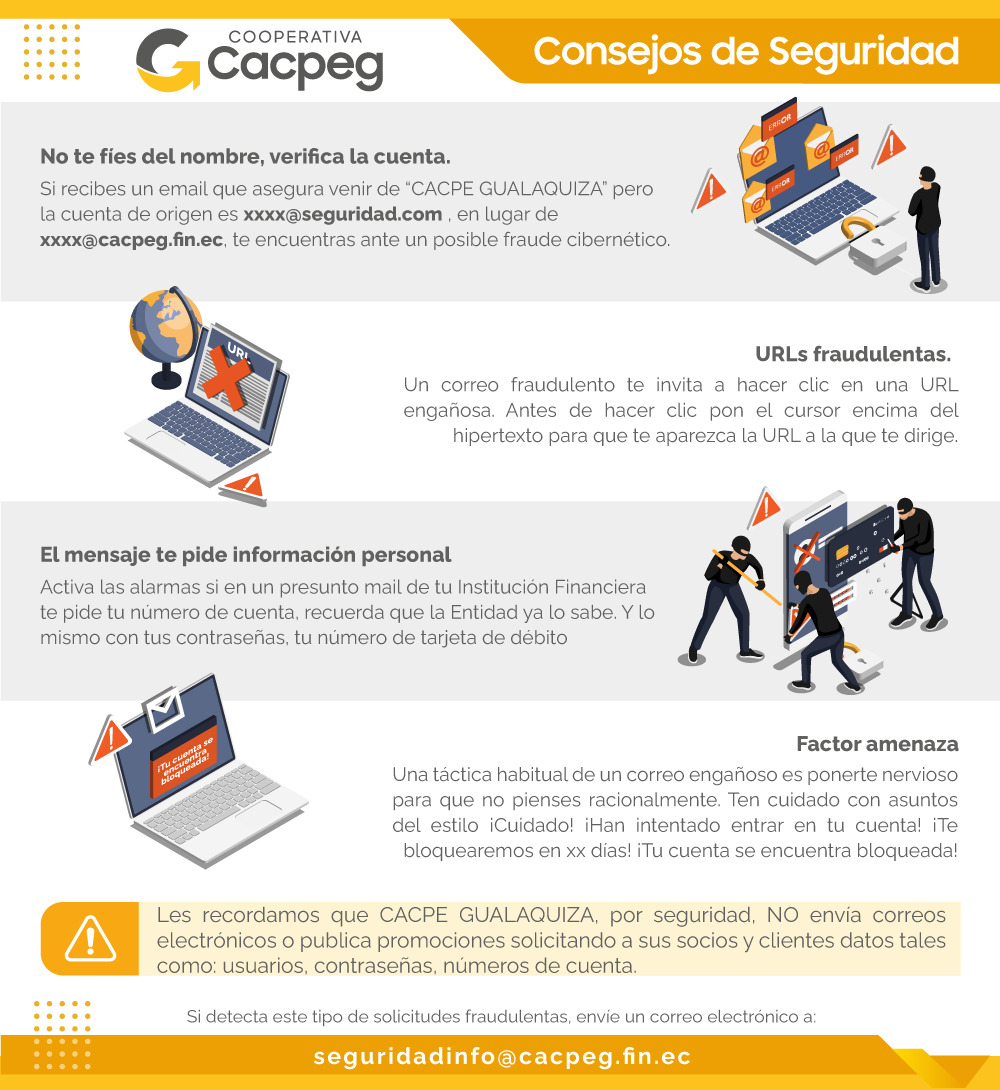 COOPERATIVA
Cacpeg
Consejos de Seguridad
No te fíes del nombre, verifica la cuenta.
Si recibes un email que asegura venir de “CACPE GUALAQUIZA” pero
la cuenta de origen es xxxx@seguridad.com , en lugar de
xxxx@cacpeg.fin.ec, te encuentras ante un posible fraude cibernético.
ERROR
ERROR
ERROR
URL
URLs fraudulentas.
Un correo fraudulento te invita a hacer clic en una URL
engañosa. Antes de hacer clic pon el cursor encima del
hipertexto para que te aparezca la URL a la que te dirige.
El mensaje te pide información personal
Activa las alarmas si en un presunto mail de tu Institución Financiera
te pide tu número de cuenta, recuerda que la Entidad ya lo sabe. Y lo
mismo con tus contraseñas, tu número de tarjeta de débito
¡Tu cuenta se
encuentra
bloqueada!
Factor amenaza
Una táctica habitual de un correo engañoso es ponerte nervioso
para que no pienses racionalmente. Ten cuidado con asuntos
del estilo ¡Cuidado! ¡Han intentado entrar en tu cuenta! ¡Te
bloquearemos en xx días! ¡Tu cuenta se encuentra bloqueada!
Les recordamos que CACPE GUALAQUIZA, por seguridad, NO envía correos
electrónicos o publica promociones solicitando a sus socios y clientes datos tales
como: usuarios, contraseñas, números de cuenta.
Si detecta este tipo de solicitudes fraudulentas, envíe un correo electrónico a:
seguridadinfo@cacpeg.fin.ec